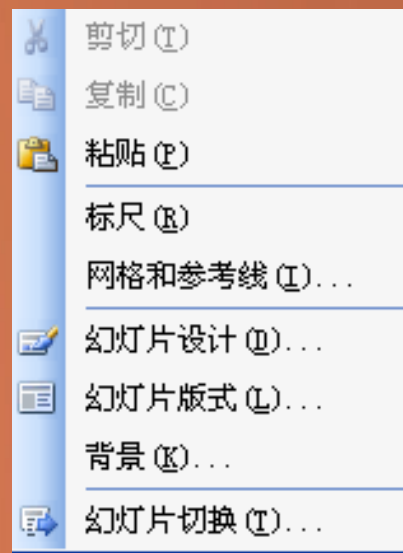 剪切(T)
复制(C)
粘贴(P)
标尺(R)
网格和参考线(I)...
幻灯片设计(D)...
幻灯片版式(L)...
背景(K)...
幻灯片切换(T)...